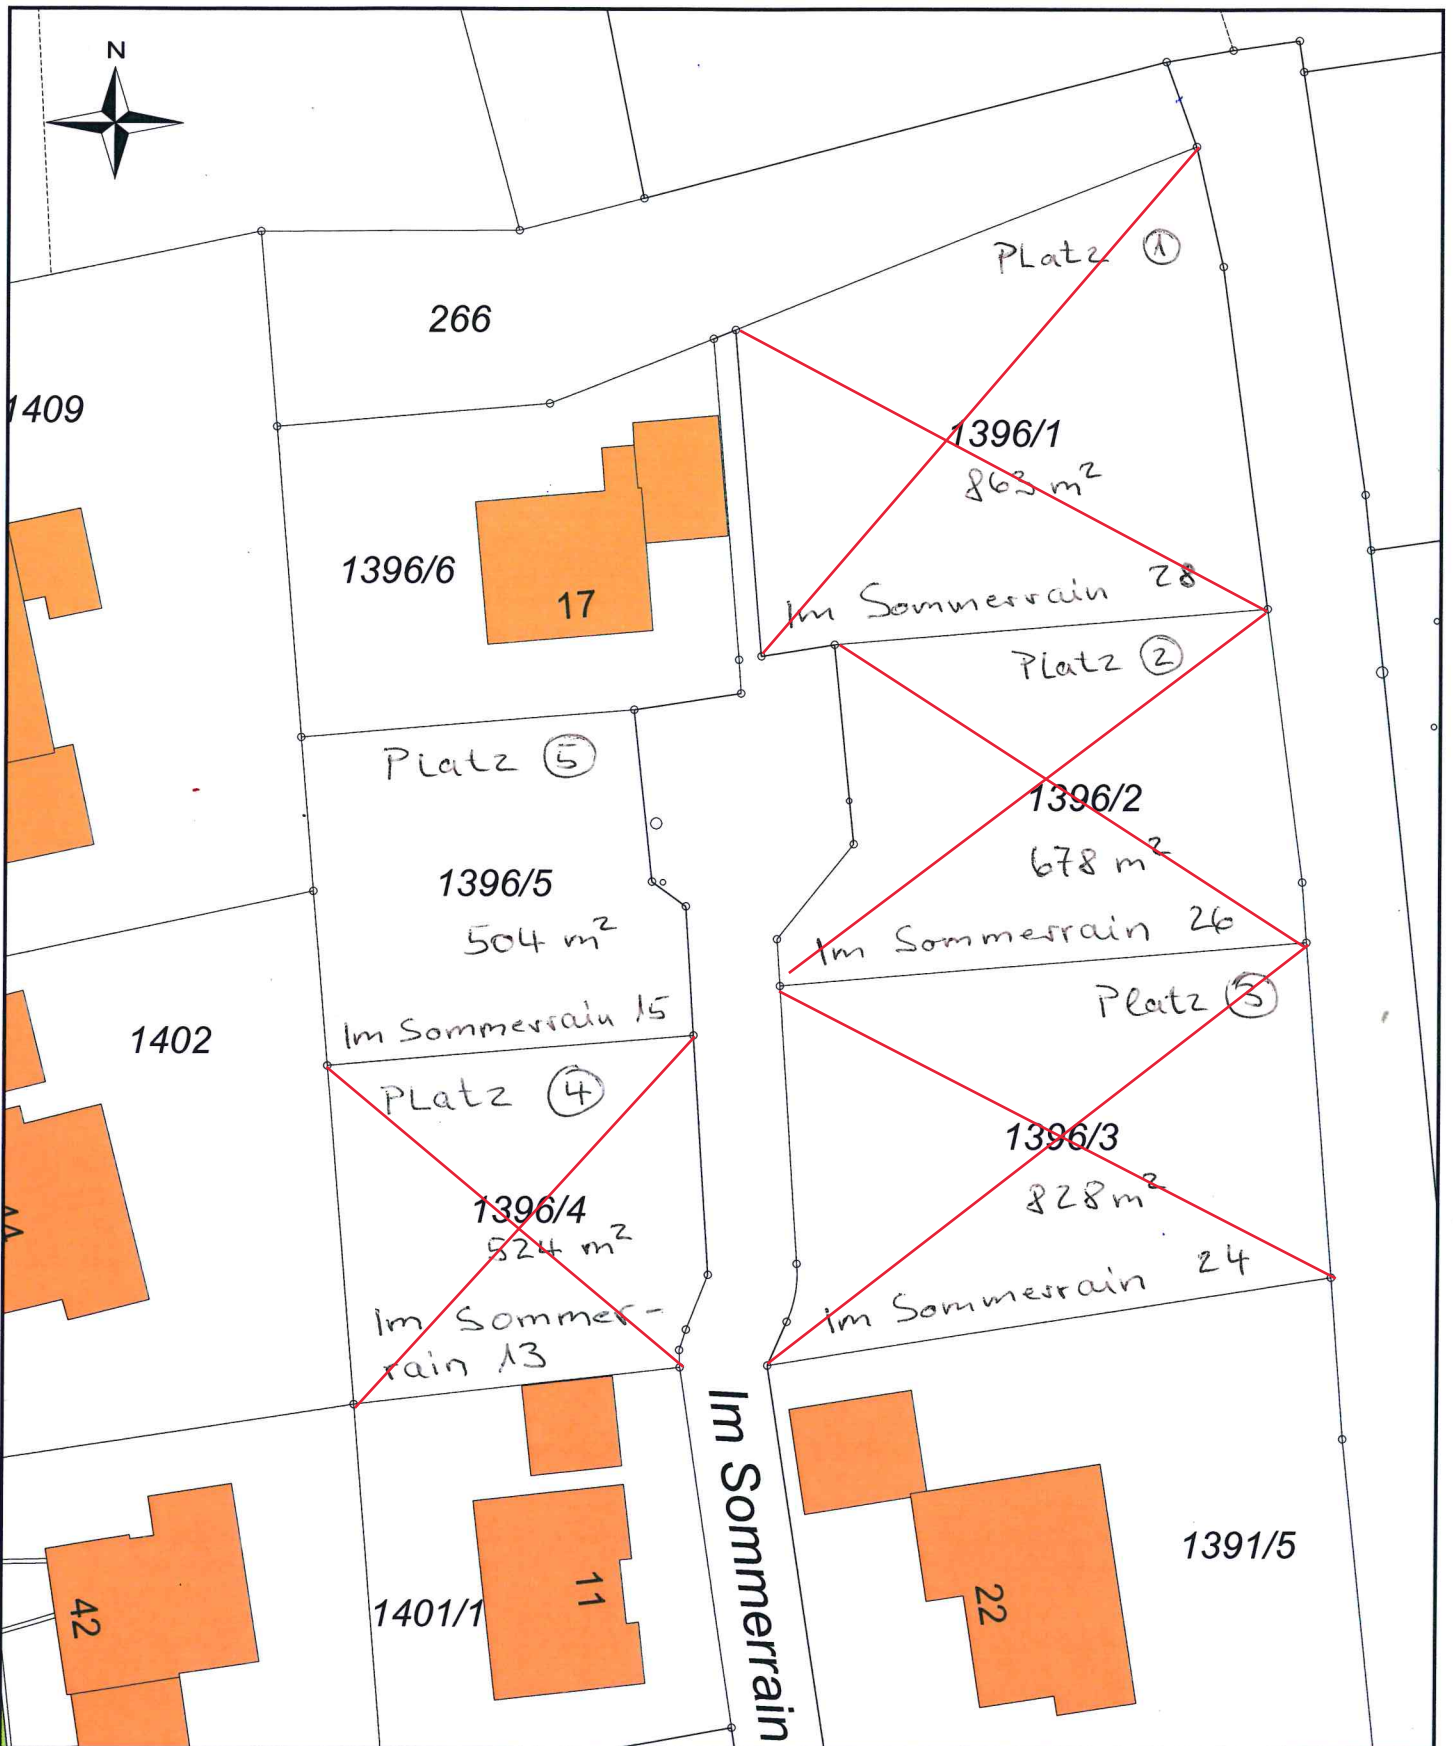 N
Platz 1
266
1409
1396/1
863 m²
1396/6
17
Im Sommerrain 28
Platz 2
Platz 5
1396/2
678 m²
1396/5
504 m²
Im Sommerrain 26
Im Sommerrain 15
Platz 3
1402
Platz 4
1396/3
828 m²
1396/4
524 m²
44
Im Sommerrain 24
Im Sommer-
rain 13
Im Sommerrain
1391/5
11
22
42
1401/1